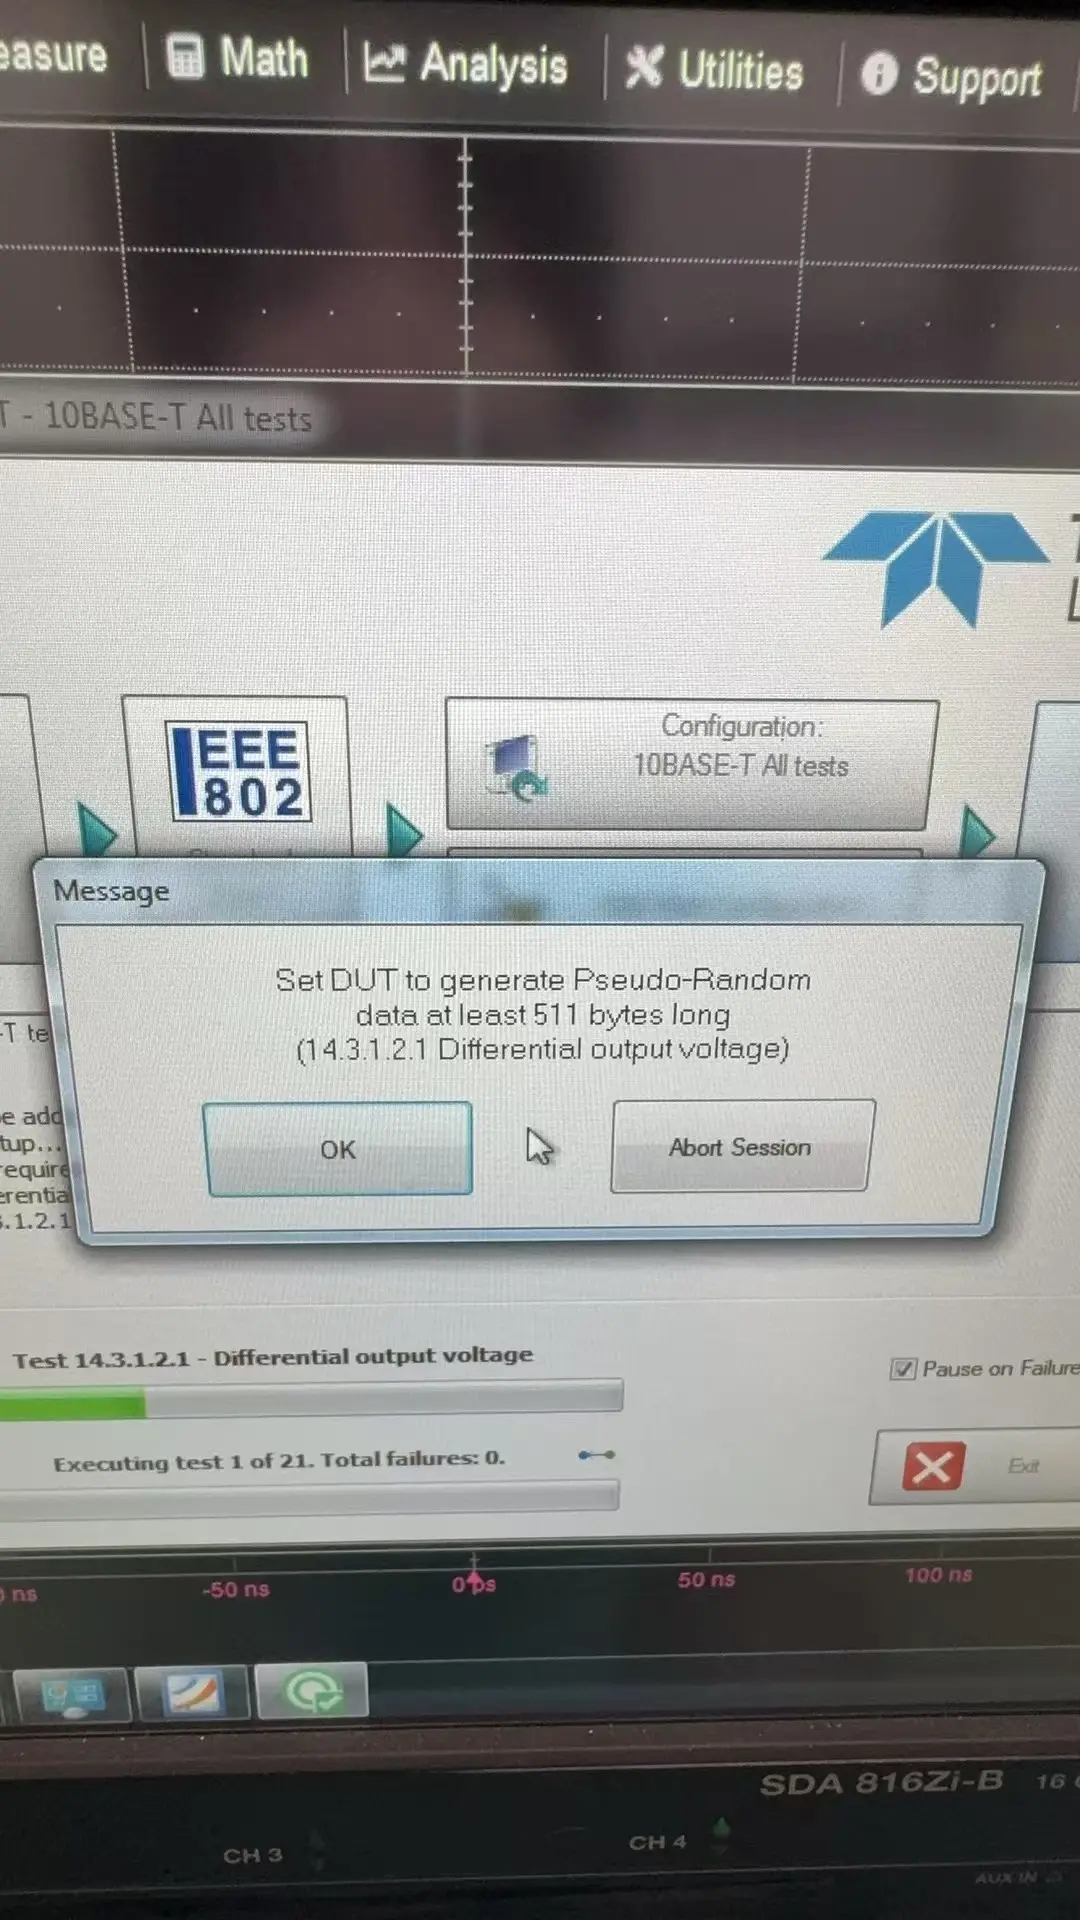 Math
Analysis
Utilities
Support
- 10BASE-T All tests
IEEE
802
Configuration:
10BASE-T All tests
Message
Set DUT to generate Pseudo-Random
data at least 511 bytes long
(14.3.1.2.1 Differential output voltage)
OK
Abort Session
-T te
e add
tup...
require
erentia
.1.2.1
Test 14.3.1.2.1 - Differential output voltage
Pause on Failure
Executing test 1 of 21. Total failures: 0.
Exit
ns
-50 ns
0 ps
50 ns
100 ns
SDA 816Zi-B
16
CH 3
CH 4
AUX IN